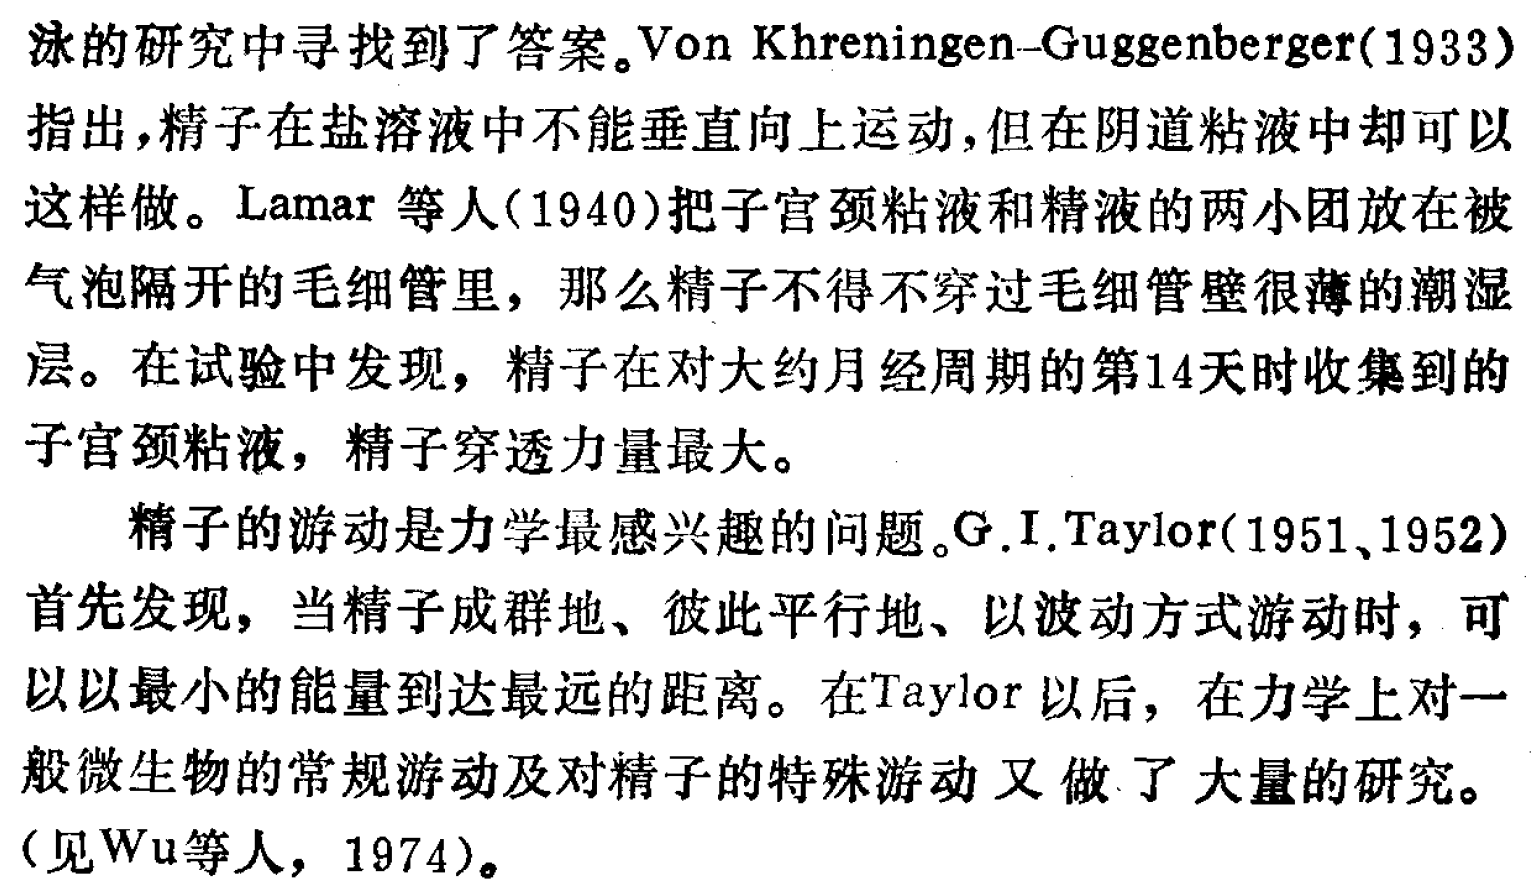 泳的研究中寻找到了答案。Von Khreningen-Guggenberger(1933)
指出,精子在盐溶液中不能垂直向上运动,但在阴道粘液中却可以
这样做。Lamar 等人(1940)把子宫颈粘液和精液的两小团放在被
气泡隔开的毛细管里，那么精子不得不穿过毛细管壁很薄的潮湿
层。在试验中发现，精子在对大约月经周期的第14天时收集到的
子宫颈粘液，精子穿透力量最大。
精子的游动是力学最感兴趣的问题。G.I.Taylor(1951、1952)
首先发现，当精子成群地、彼此平行地、以波动方式游动时，可
以以最小的能量到达最远的距离。在Taylor 以后，在力学上对一
般微生物的常规游动及对精子的特殊游动又做了大量的研究。
(见Wu等人，1974)。